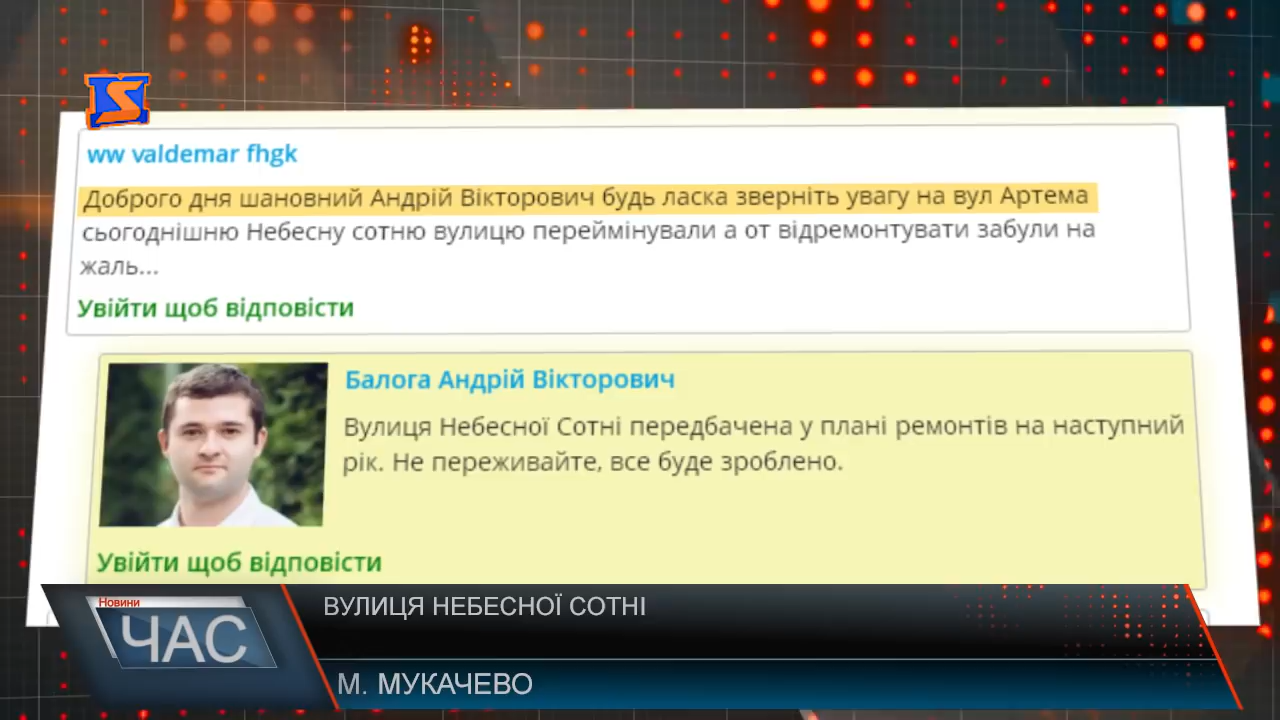 ww valdemar fhgk
Доброго дня шановний Андрій Вікторович будь ласка зверніть увагу на вул Артема
сьогоднішню Небесну сотню вулицю переймінували а от відремонтувати забули на
жаль...
Увійти щоб відповісти
Балога Андрій Вікторович
Вулиця Небесної Сотні передбачена у плані ремонтів на наступний
рік. Не переживайте, все буде зроблено.
Увійти щоб відповісти
Новини
ЧАС
ВУЛИЦЯ НЕБЕСНОЇ СОТНІ
М. МУКАЧЕВО